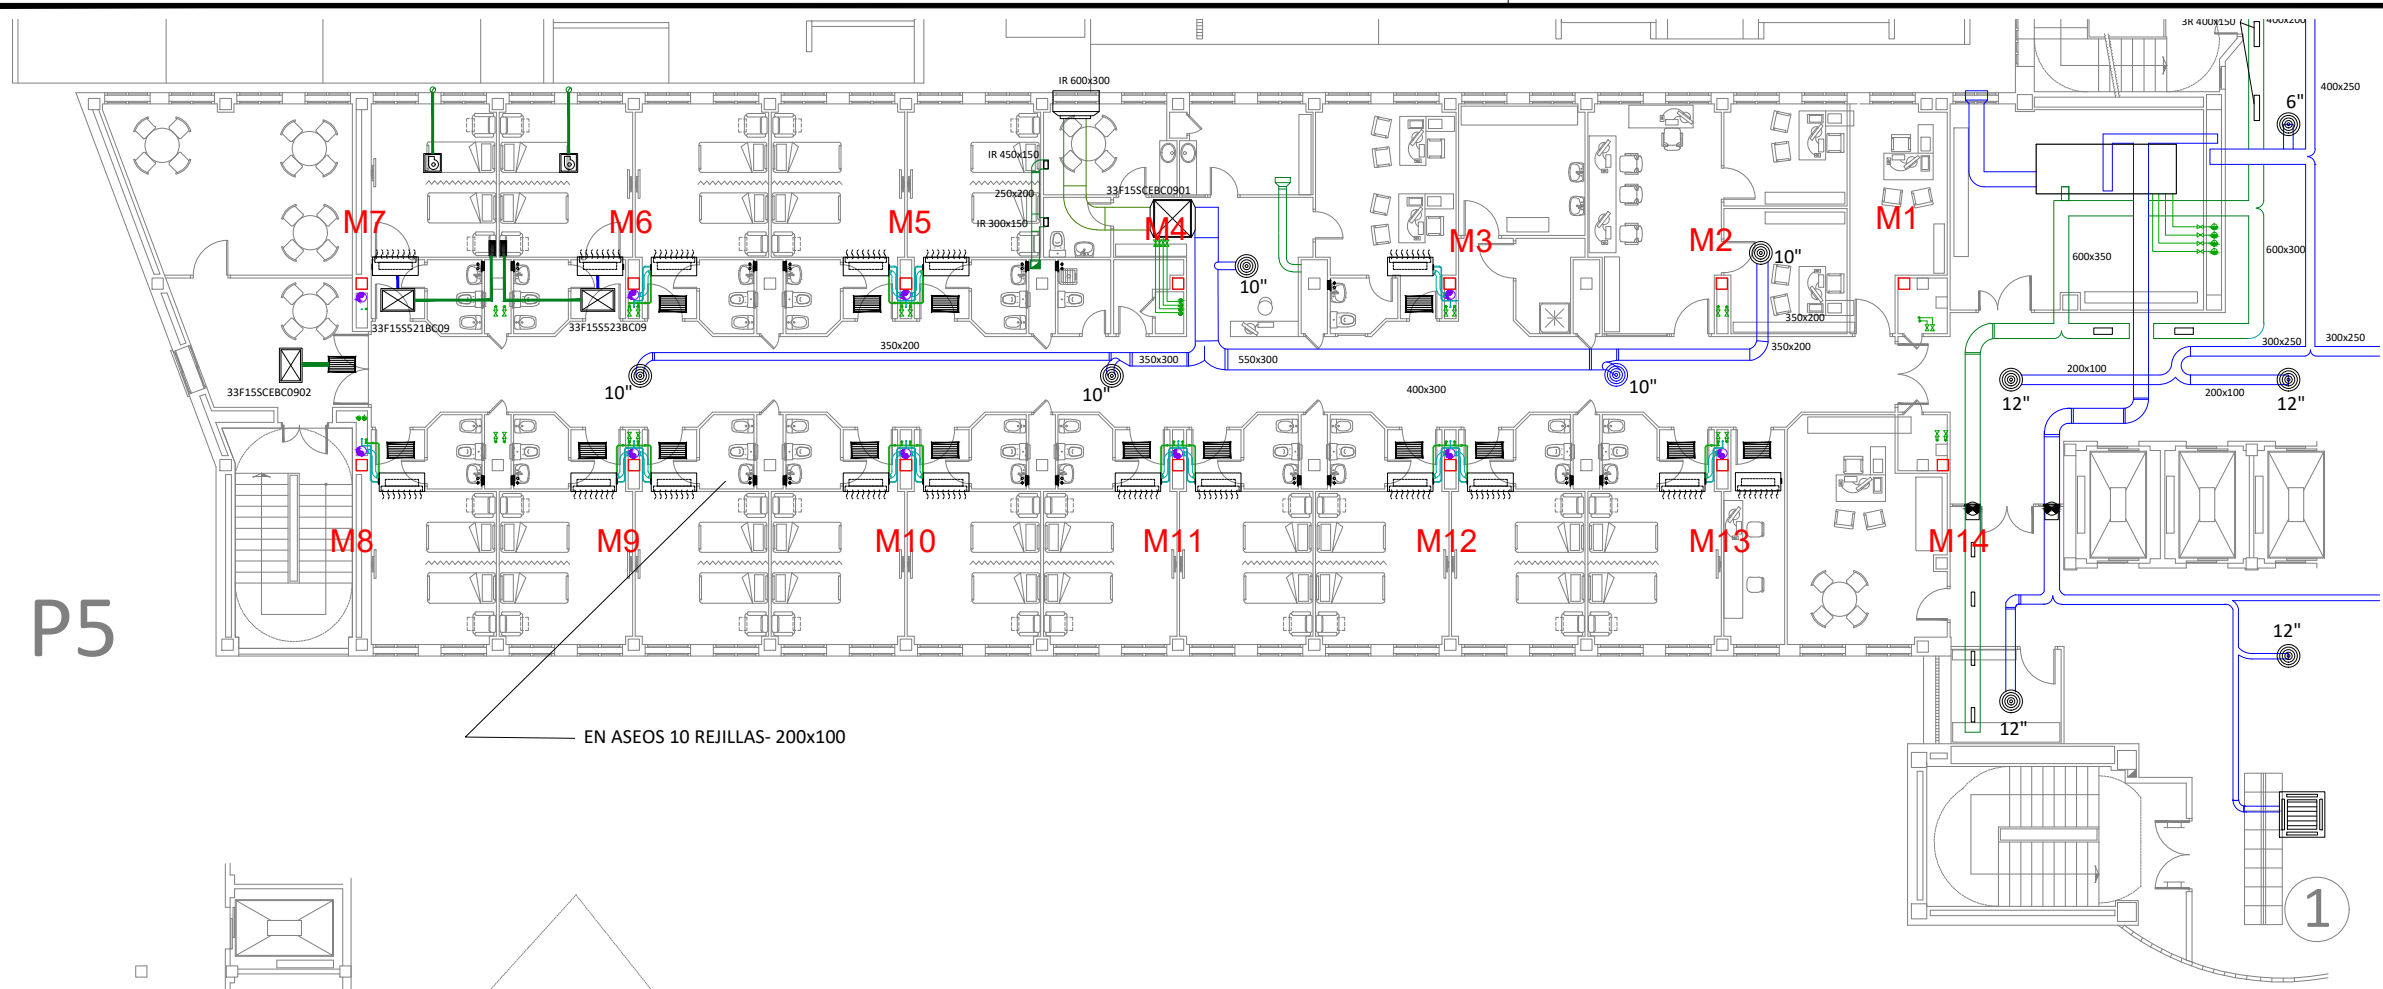 3R 400x150
400x200
IR 600x300
400x250
6"
IR 450x150
250x200
33F15SCEBC0901
IR 300x150
M7
M6
M5
M4
M3
M2
M1
10"
10"
600x350
600x300
33F15SS21BC09
33F15SS23BC09
350x200
350x200
350x300
550x300
350x200
300x250
300x250
33F15SCEBC0902
10"
10"
10"
400x300
200x100
200x100
12"
12"
M8
M9
M10
M11
M12
M13
M14
P5
12"
12"
EN ASEOS 10 REJILLAS- 200x100
1